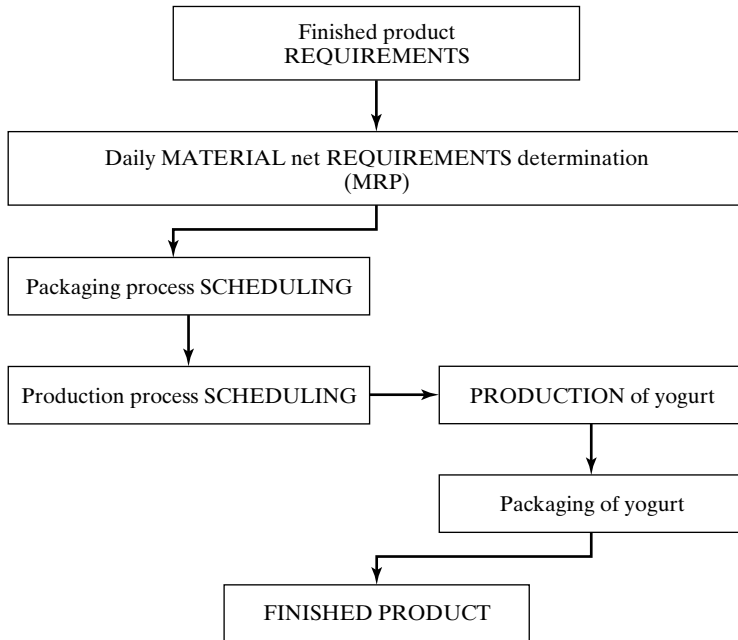 Finished product
REQUIREMENTS
Daily MATERIAL net REQUIREMENTS determination
(MRP)
Packaging process SCHEDULING
Production process SCHEDULING
PRODUCTION of yogurt
Packaging of yogurt
FINISHED PRODUCT